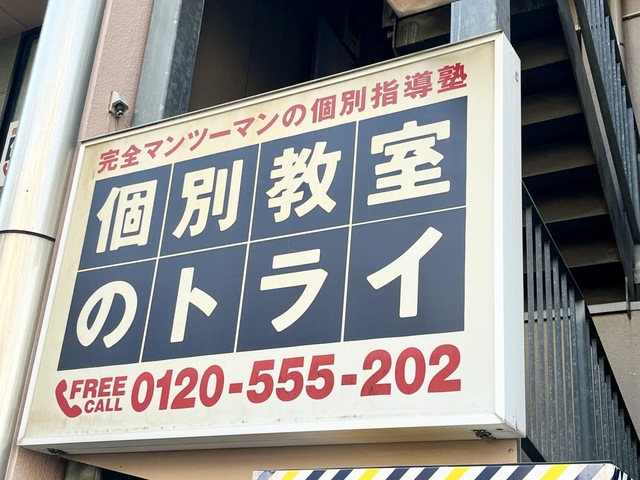 完全マンツーマンの個別指導塾
個別教室
のトライ
FREE
CALL
0120-555-202